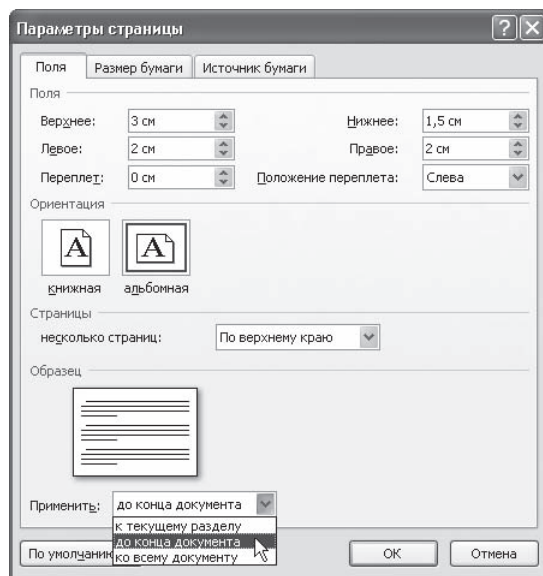 Параметры страницы
Поля Размер бумаги Источник бумаги
Поля
Верхнее: 3 см Нижнее: 1,5 см
Левое: 2 см Правое: 2 см
Переплет: 0 см Положение переплета: Слева
Ориентация
A A
книжная альбомная
Страницы
несколько страниц: По верхнему краю
Образец
Применить: до конца документа
к текущему разделу
до конца документа
ко всему документу
По умолчанию OK Отмена